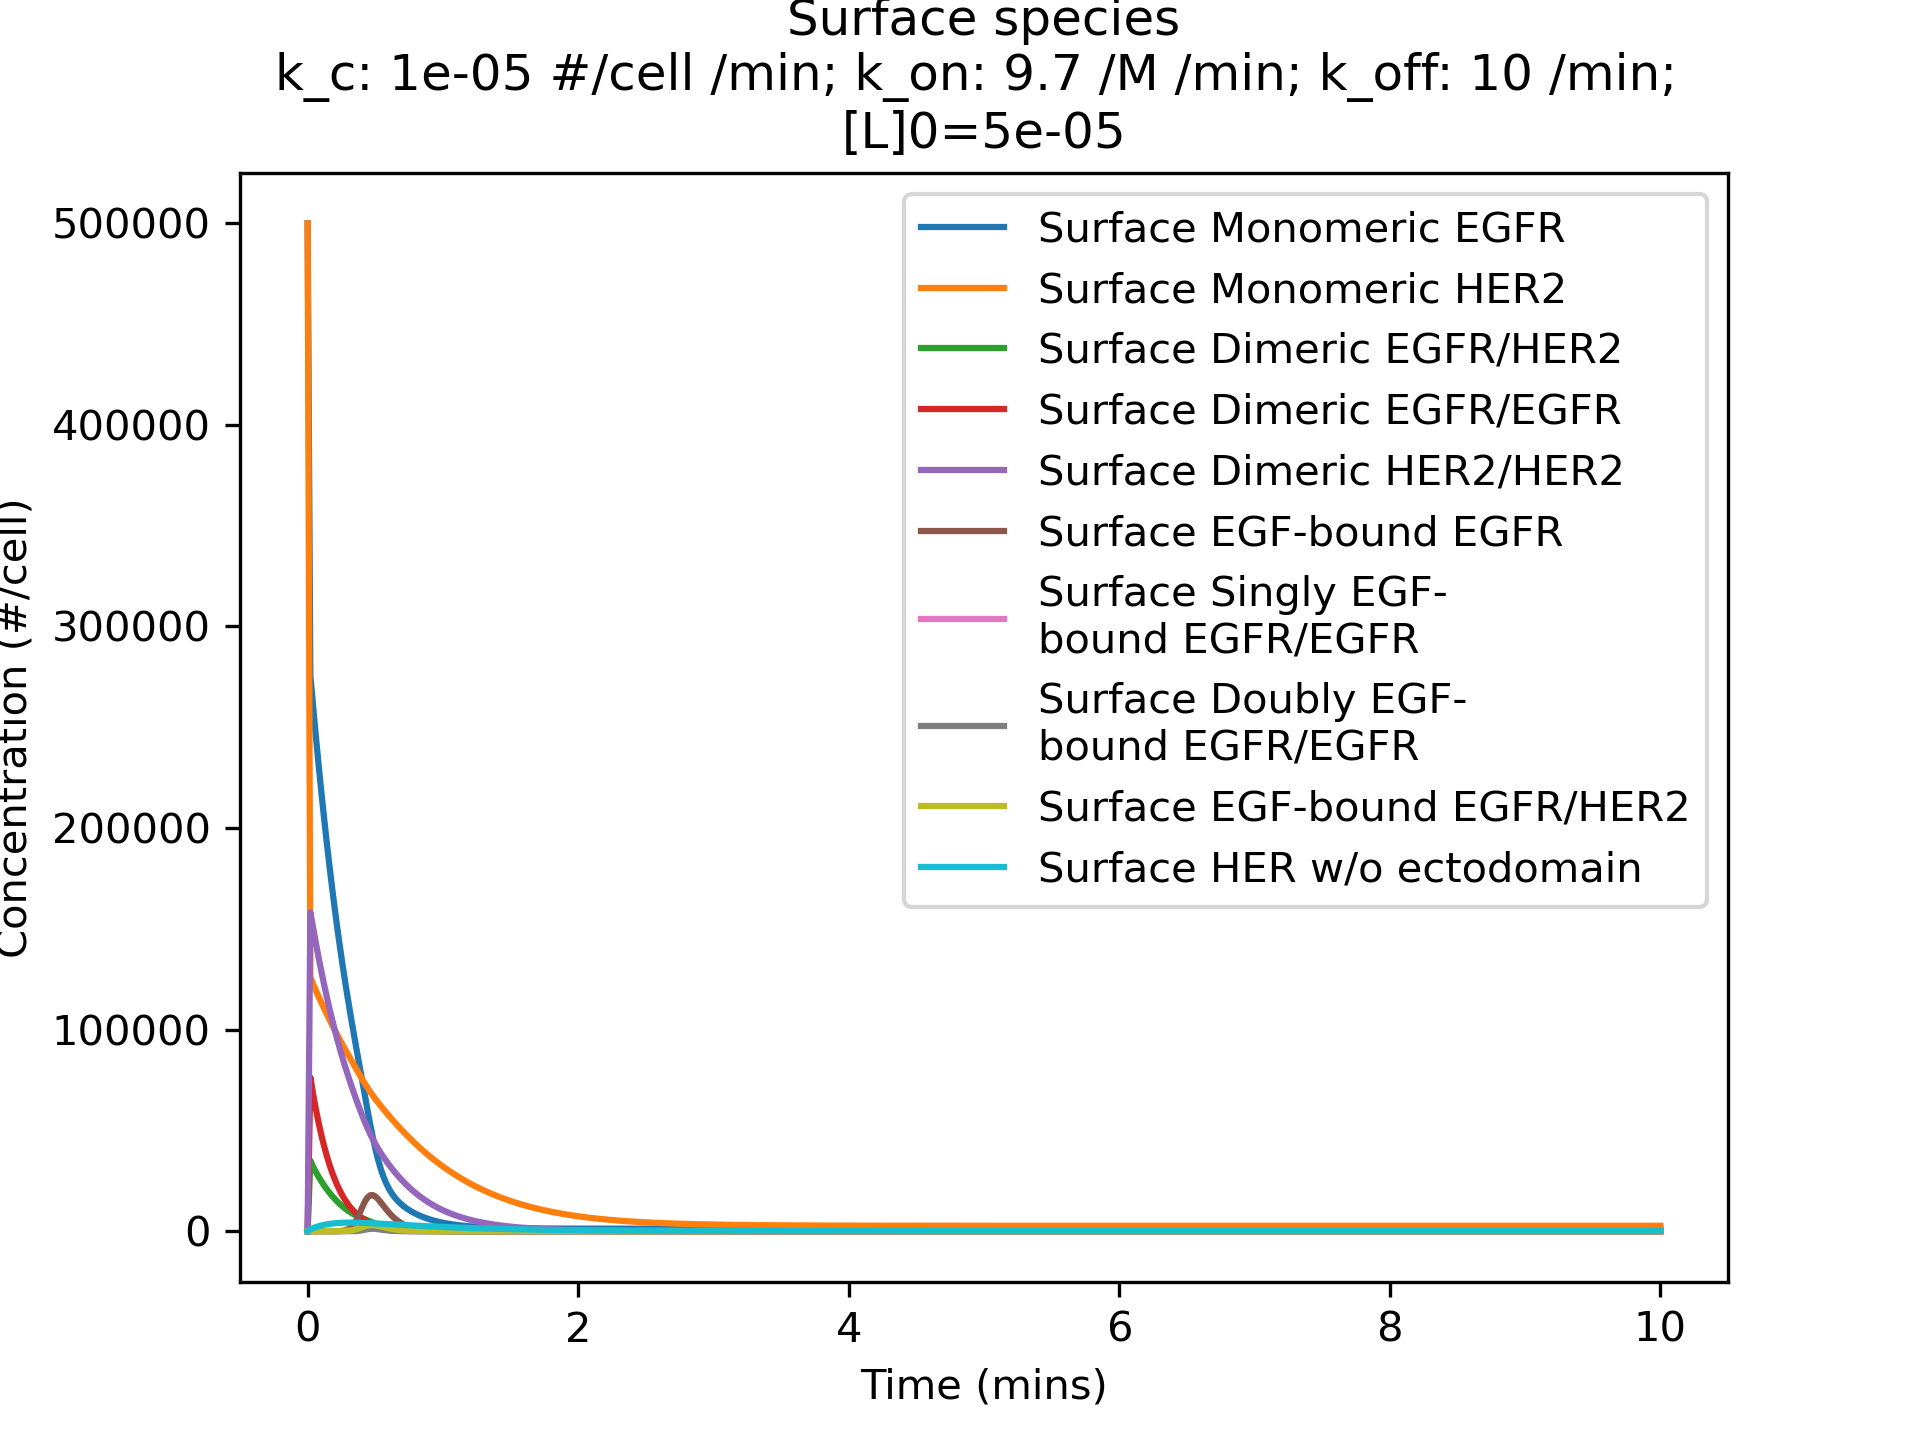 Surface species
k_c: 1e-05 #/cell /min; k_on: 9.7 /M /min; k_off: 10 /min;
[L]0=5e-05
500000
400000
300000
200000
100000
0
Concentration (#/cell)
Surface Monomeric EGFR
Surface Monomeric HER2
Surface Dimeric EGFR/HER2
Surface Dimeric EGFR/EGFR
Surface Dimeric HER2/HER2
Surface EGF-bound EGFR
Surface Singly EGF-
bound EGFR/EGFR
Surface Doubly EGF-
bound EGFR/EGFR
Surface EGF-bound EGFR/HER2
Surface HER w/o ectodomain
0 2 4 6 8 10
Time (mins)